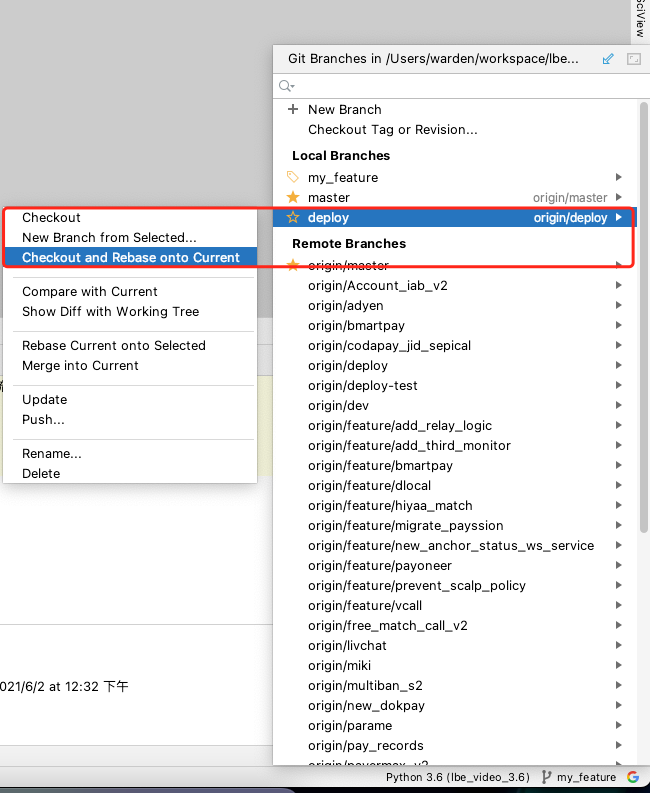 SciView
Git Branches in /Users/warden/workspace/lbe...
New Branch
Checkout Tag or Revision...
Local Branches
my_feature
master origin/master
deploy origin/deploy
Remote Branches
origin/master
origin/Account_iab_v2
origin/adyen
origin/bmartpay
origin/codapay_jid_sepical
origin/deploy
origin/deploy-test
origin/dev
origin/feature/add_relay_logic
origin/feature/add_third_monitor
origin/feature/bmartpay
origin/feature/dlocal
origin/feature/hiyaa_match
origin/feature/migrate_payssion
origin/feature/new_anchor_status_ws_service
origin/feature/payoneer
origin/feature/prevent_scalp_policy
origin/feature/vcall
origin/free_match_call_v2
origin/livchat
origin/miki
origin/multiban_s2
origin/new_dokpay
origin/parame
origin/pay_records
origin/payermax_v2
Checkout
New Branch from Selected...
Checkout and Rebase onto Current
Compare with Current
Show Diff with Working Tree
Rebase Current onto Selected
Merge into Current
Update
Push...
Rename...
Delete
021/6/2 at 12:32 下午
Python 3.6 (lbe_video_3.6) my_feature